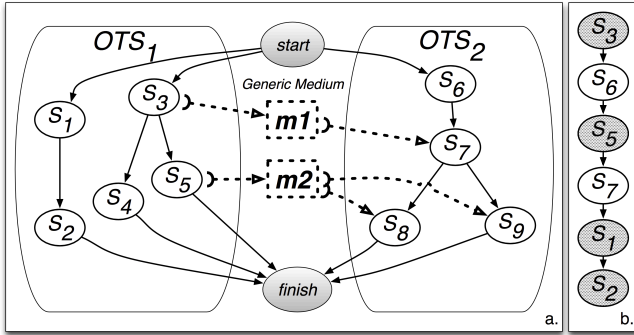 OTS1 start OTS2 S3
Generic Medium
S3 S6 S6
S1 m1
S7 S5
S5 m2 S7
S4
S2 S8 S9 S1
finish S2
a. b.